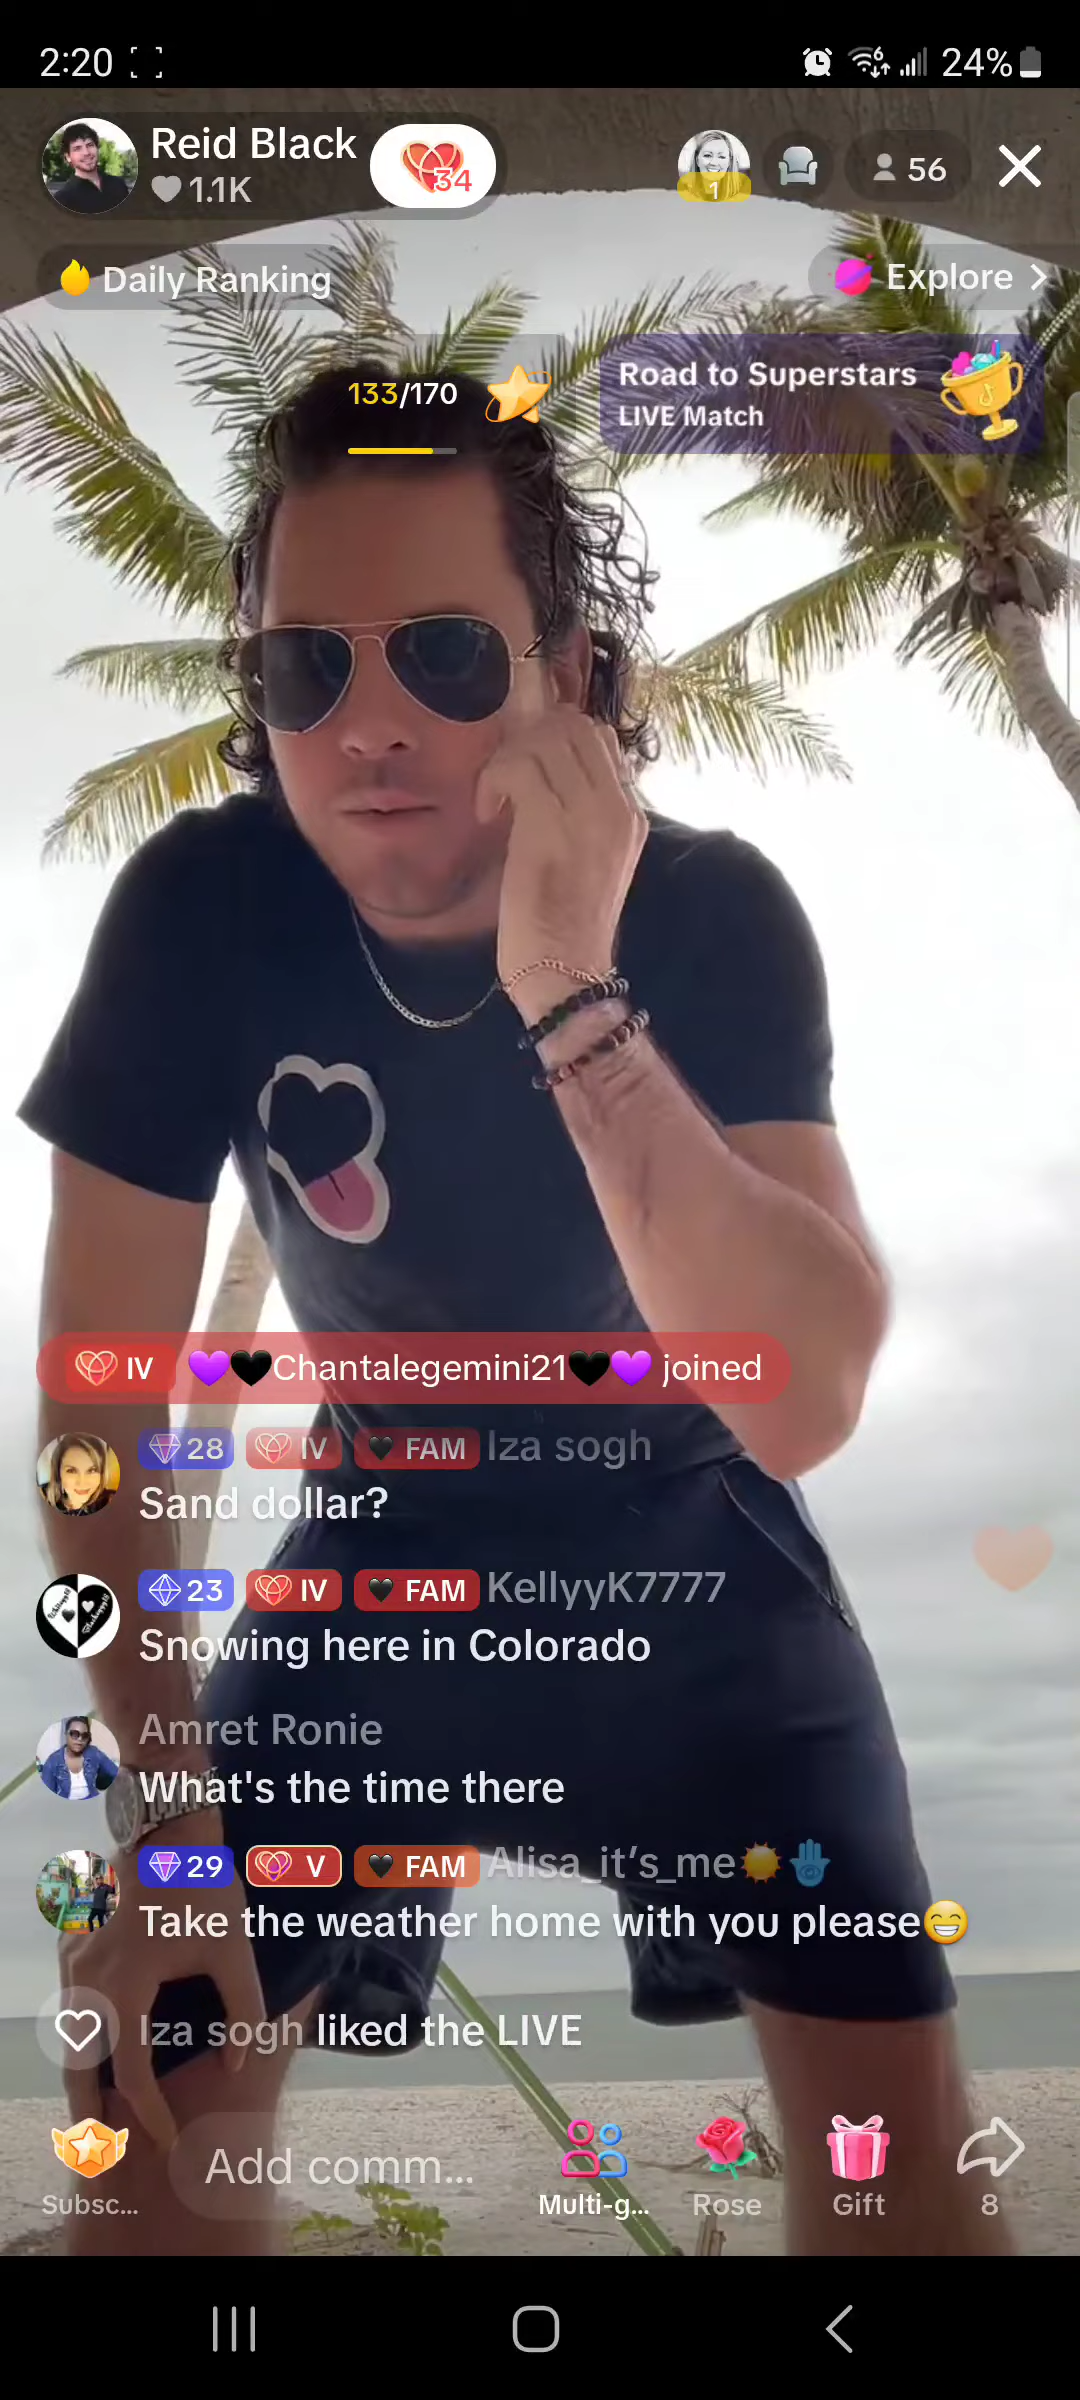 2:20
6
24%
Reid Black
1.1K
34
1
56
Daily Ranking
Explore
133/170
Road to Superstars
LIVE Match
IV 💜🖤Chantalegemini21🖤💜 joined
28 IV 🖤 FAM Iza sogh
Sand dollar?
23 IV 🖤 FAM KellyyK7777
Snowing here in Colorado
Amret Ronie
What's the time there
29 V 🖤 FAM Alisa_it’s_me☀️🪬
Take the weather home with you please😁
Iza sogh liked the LIVE
Add comm...
Subsc...
Multi-g...
Rose
Gift
8